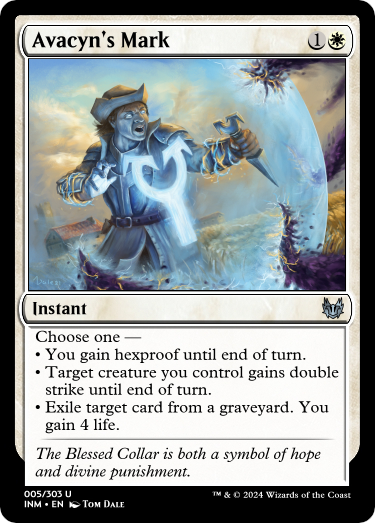 Avacyn's Mark 1
Instant
Choose one —
• You gain hexproof until end of turn.
• Target creature you control gains double
strike until end of turn.
• Exile target card from a graveyard. You
gain 4 life.
The Blessed Collar is both a symbol of hope
and divine punishment.
005/303 U
INM • EN Tom Dale
™ & © 2024 Wizards of the Coast